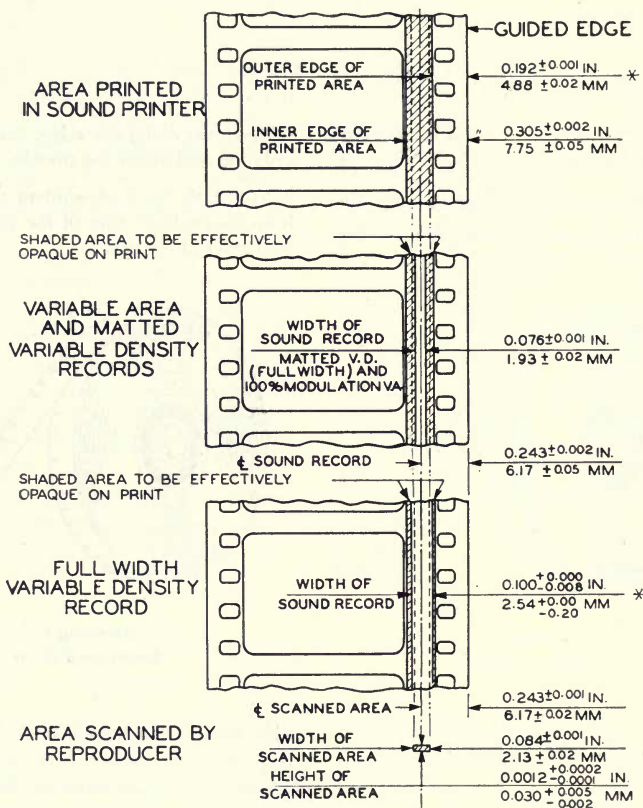 GUIDED EDGE
AREA PRINTED
IN SOUND PRINTER
OUTER EDGE OF
PRINTED AREA
0.192 ±0.001 IN.
4.88 ±0.02 MM
*
INNER EDGE OF
PRINTED AREA
0.305 ±0.002 IN.
7.75 ±0.05 MM
SHADED AREA TO BE EFFECTIVELY
OPAQUE ON PRINT
VARIABLE AREA
AND MATTED
VARIABLE DENSITY
RECORDS
WIDTH OF
SOUND RECORD
MATTED V.D.
(FULL WIDTH) AND
100% MODULATION V.A.
0.076 ±0.001 IN.
1.93 ± 0.02 MM
℄ SOUND RECORD
0.243 ±0.002 IN.
6.17 ±0.05 MM
SHADED AREA TO BE EFFECTIVELY
OPAQUE ON PRINT
FULL WIDTH
VARIABLE DENSITY
RECORD
WIDTH OF
SOUND RECORD
0.100 +0.000 -0.008 IN.
2.54 +0.00 -0.20 MM
*
℄ SCANNED AREA
0.243 ±0.001 IN.
6.17 ± 0.02 MM
AREA SCANNED BY
REPRODUCER
WIDTH OF
SCANNED AREA
0.084 ±0.001 IN.
2.13 ± 0.02 MM
HEIGHT OF
SCANNED AREA
0.0012 +0.0002 -0.0001 IN.
0.030 +0.005 -0.002 MM